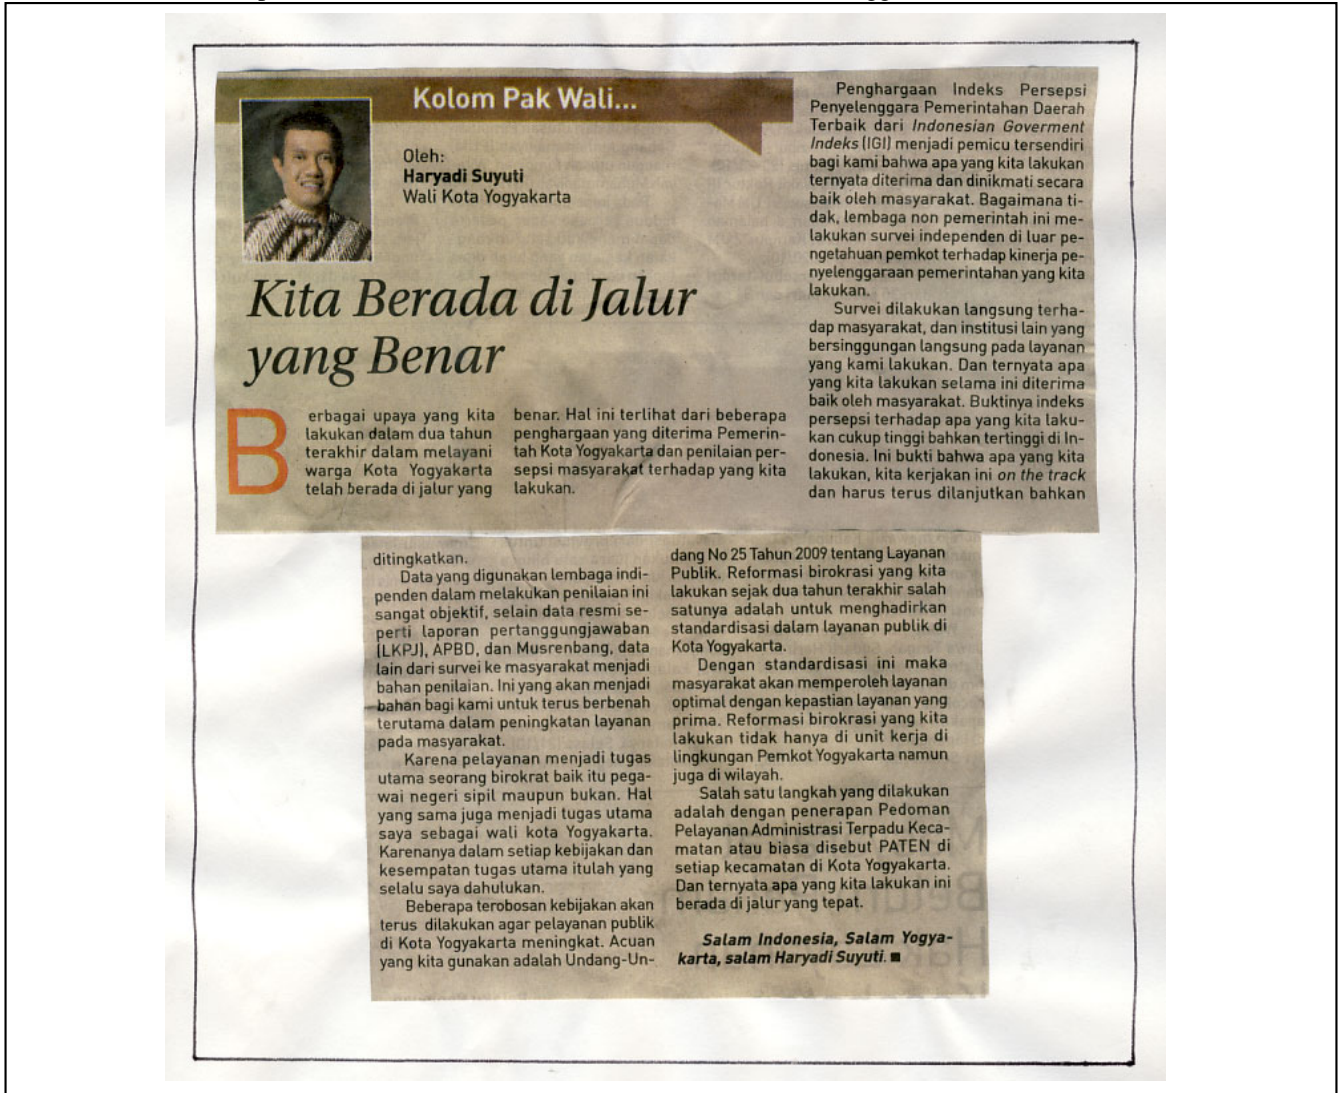 Kolom Pak Wali...
Oleh:
Haryadi Suyuti
Wali Kota Yogyakarta
Kita Berada di Jalur
yang Benar
Berbagai upaya yang kita
lakukan dalam dua tahun
terakhir dalam melayani
warga Kota Yogyakarta
telah berada di jalur yang
benar. Hal ini terlihat dari beberapa
penghargaan yang diterima Pemerin-
tah Kota Yogyakarta dan penilaian per-
sepsi masyarakat terhadap yang kita
lakukan.
Penghargaan Indeks Persepsi
Penyelenggara Pemerintahan Daerah
Terbaik dari Indonesian Goverment
Indeks (IGI) menjadi pemicu tersendiri
bagi kami bahwa apa yang kita lakukan
ternyata diterima dan dinikmati secara
baik oleh masyarakat. Bagaimana ti-
dak, lembaga non pemerintah ini me-
lakukan survei independen di luar pe-
ngetahuan pemkot terhadap kinerja pe-
nyelenggaraan pemerintahan yang kita
lakukan.
Survei dilakukan langsung terha-
dap masyarakat, dan institusi lain yang
bersinggungan langsung pada layanan
yang kami lakukan. Dan ternyata apa
yang kita lakukan selama ini diterima
baik oleh masyarakat. Buktinya indeks
persepsi terhadap apa yang kita laku-
kan cukup tinggi bahkan tertinggi di In-
donesia. Ini bukti bahwa apa yang kita
lakukan, kita kerjakan ini on the track
dan harus terus dilanjutkan bahkan
ditingkatkan.
Data yang digunakan lembaga indi-
penden dalam melakukan penilaian ini
sangat objektif, selain data resmi se-
perti laporan pertanggungjawaban
(LKPJ), APBD, dan Musrenbang, data
lain dari survei ke masyarakat menjadi
bahan penilaian. Ini yang akan menjadi
bahan bagi kami untuk terus berbenah
terutama dalam peningkatan layanan
pada masyarakat.
Karena pelayanan menjadi tugas
utama seorang birokrat baik itu pega-
wai negeri sipil maupun bukan. Hal
yang sama juga menjadi tugas utama
saya sebagai wali kota Yogyakarta.
Karenanya dalam setiap kebijakan dan
kesempatan tugas utama itulah yang
selalu saya dahulukan.
Beberapa terobosan kebijakan akan
terus dilakukan agar pelayanan publik
di Kota Yogyakarta meningkat. Acuan
yang kita gunakan adalah Undang-Un-
dang No 25 Tahun 2009 tentang Layanan
Publik. Reformasi birokrasi yang kita
lakukan sejak dua tahun terakhir salah
satunya adalah untuk menghadirkan
standardisasi dalam layanan publik di
Kota Yogyakarta.
Dengan standardisasi ini maka
masyarakat akan memperoleh layanan
optimal dengan kepastian layanan yang
prima. Reformasi birokrasi yang kita
lakukan tidak hanya di unit kerja di
lingkungan Pemkot Yogyakarta namun
juga di wilayah.
Salah satu langkah yang dilakukan
adalah dengan penerapan Pedoman
Pelayanan Administrasi Terpadu Keca-
matan atau biasa disebut PATEN di
setiap kecamatan di Kota Yogyakarta.
Dan ternyata apa yang kita lakukan ini
berada di jalur yang tepat.
Salam Indonesia, Salam Yogya-
karta, salam Haryadi Suyuti. ■